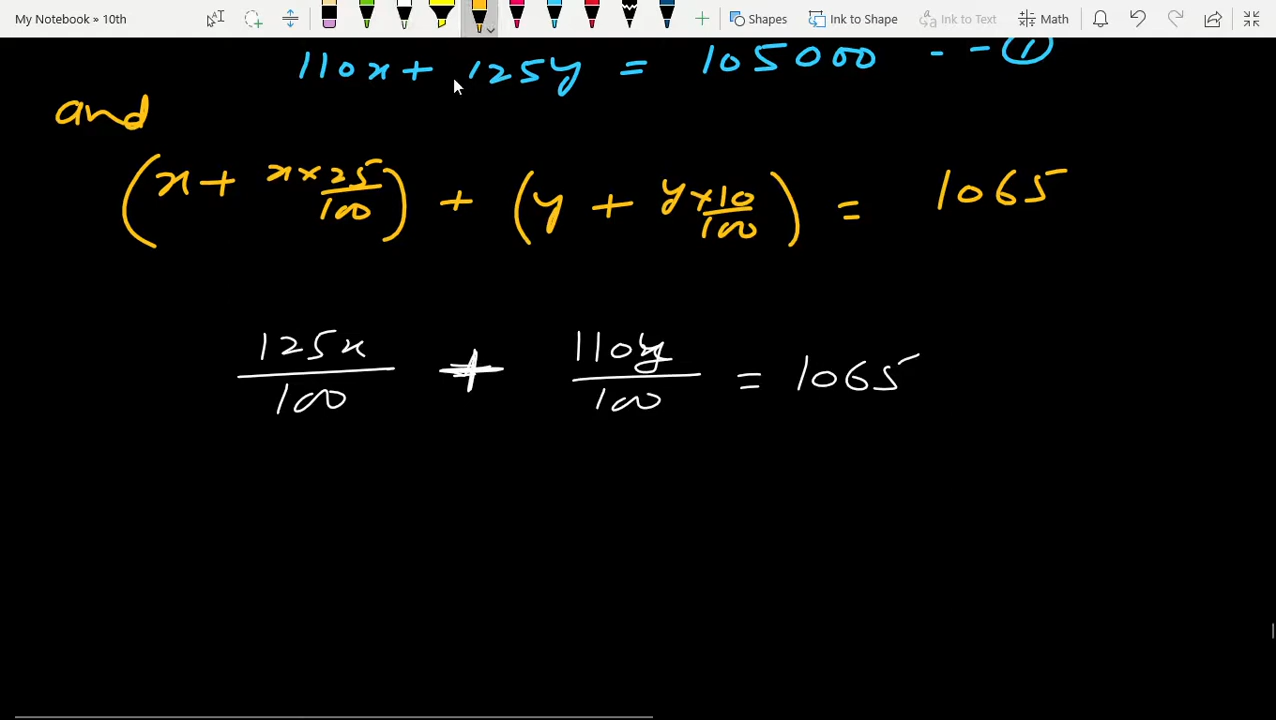 My Notebook » 10th
Shapes
Ink to Shape
Ink to Text
Math
110x + 125y = 105000 - - ①
and
(x + x×25/100) + (y + y×10/100) = 1065
125x/100 + 110y/100 = 1065